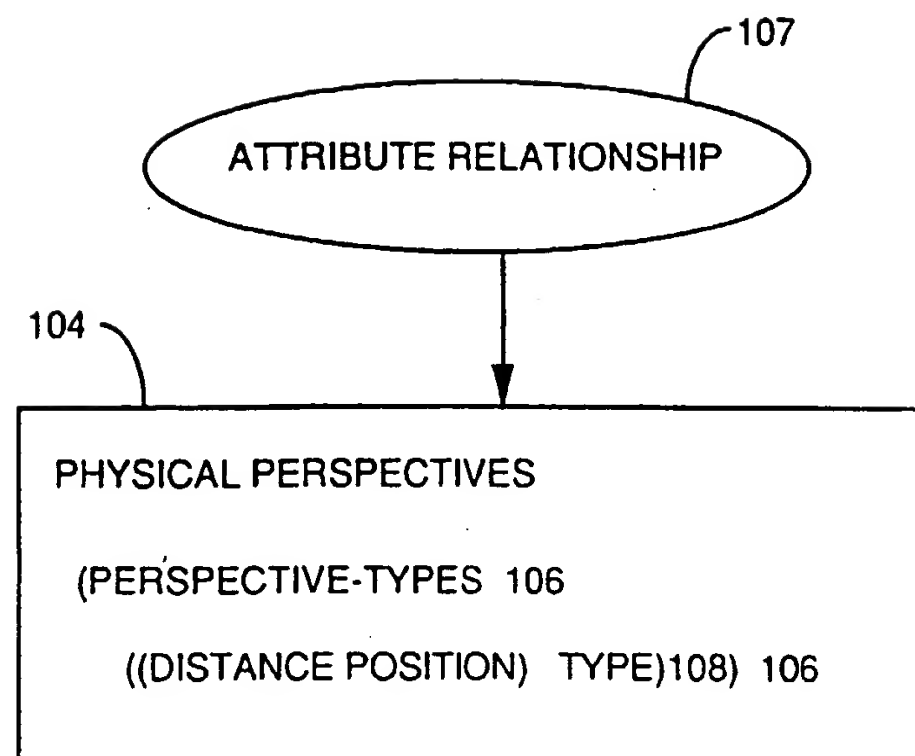 107
ATTRIBUTE RELATIONSHIP
104
PHYSICAL PERSPECTIVES
(PERSPECTIVE-TYPES 106
((DISTANCE POSITION) TYPE)108) 106